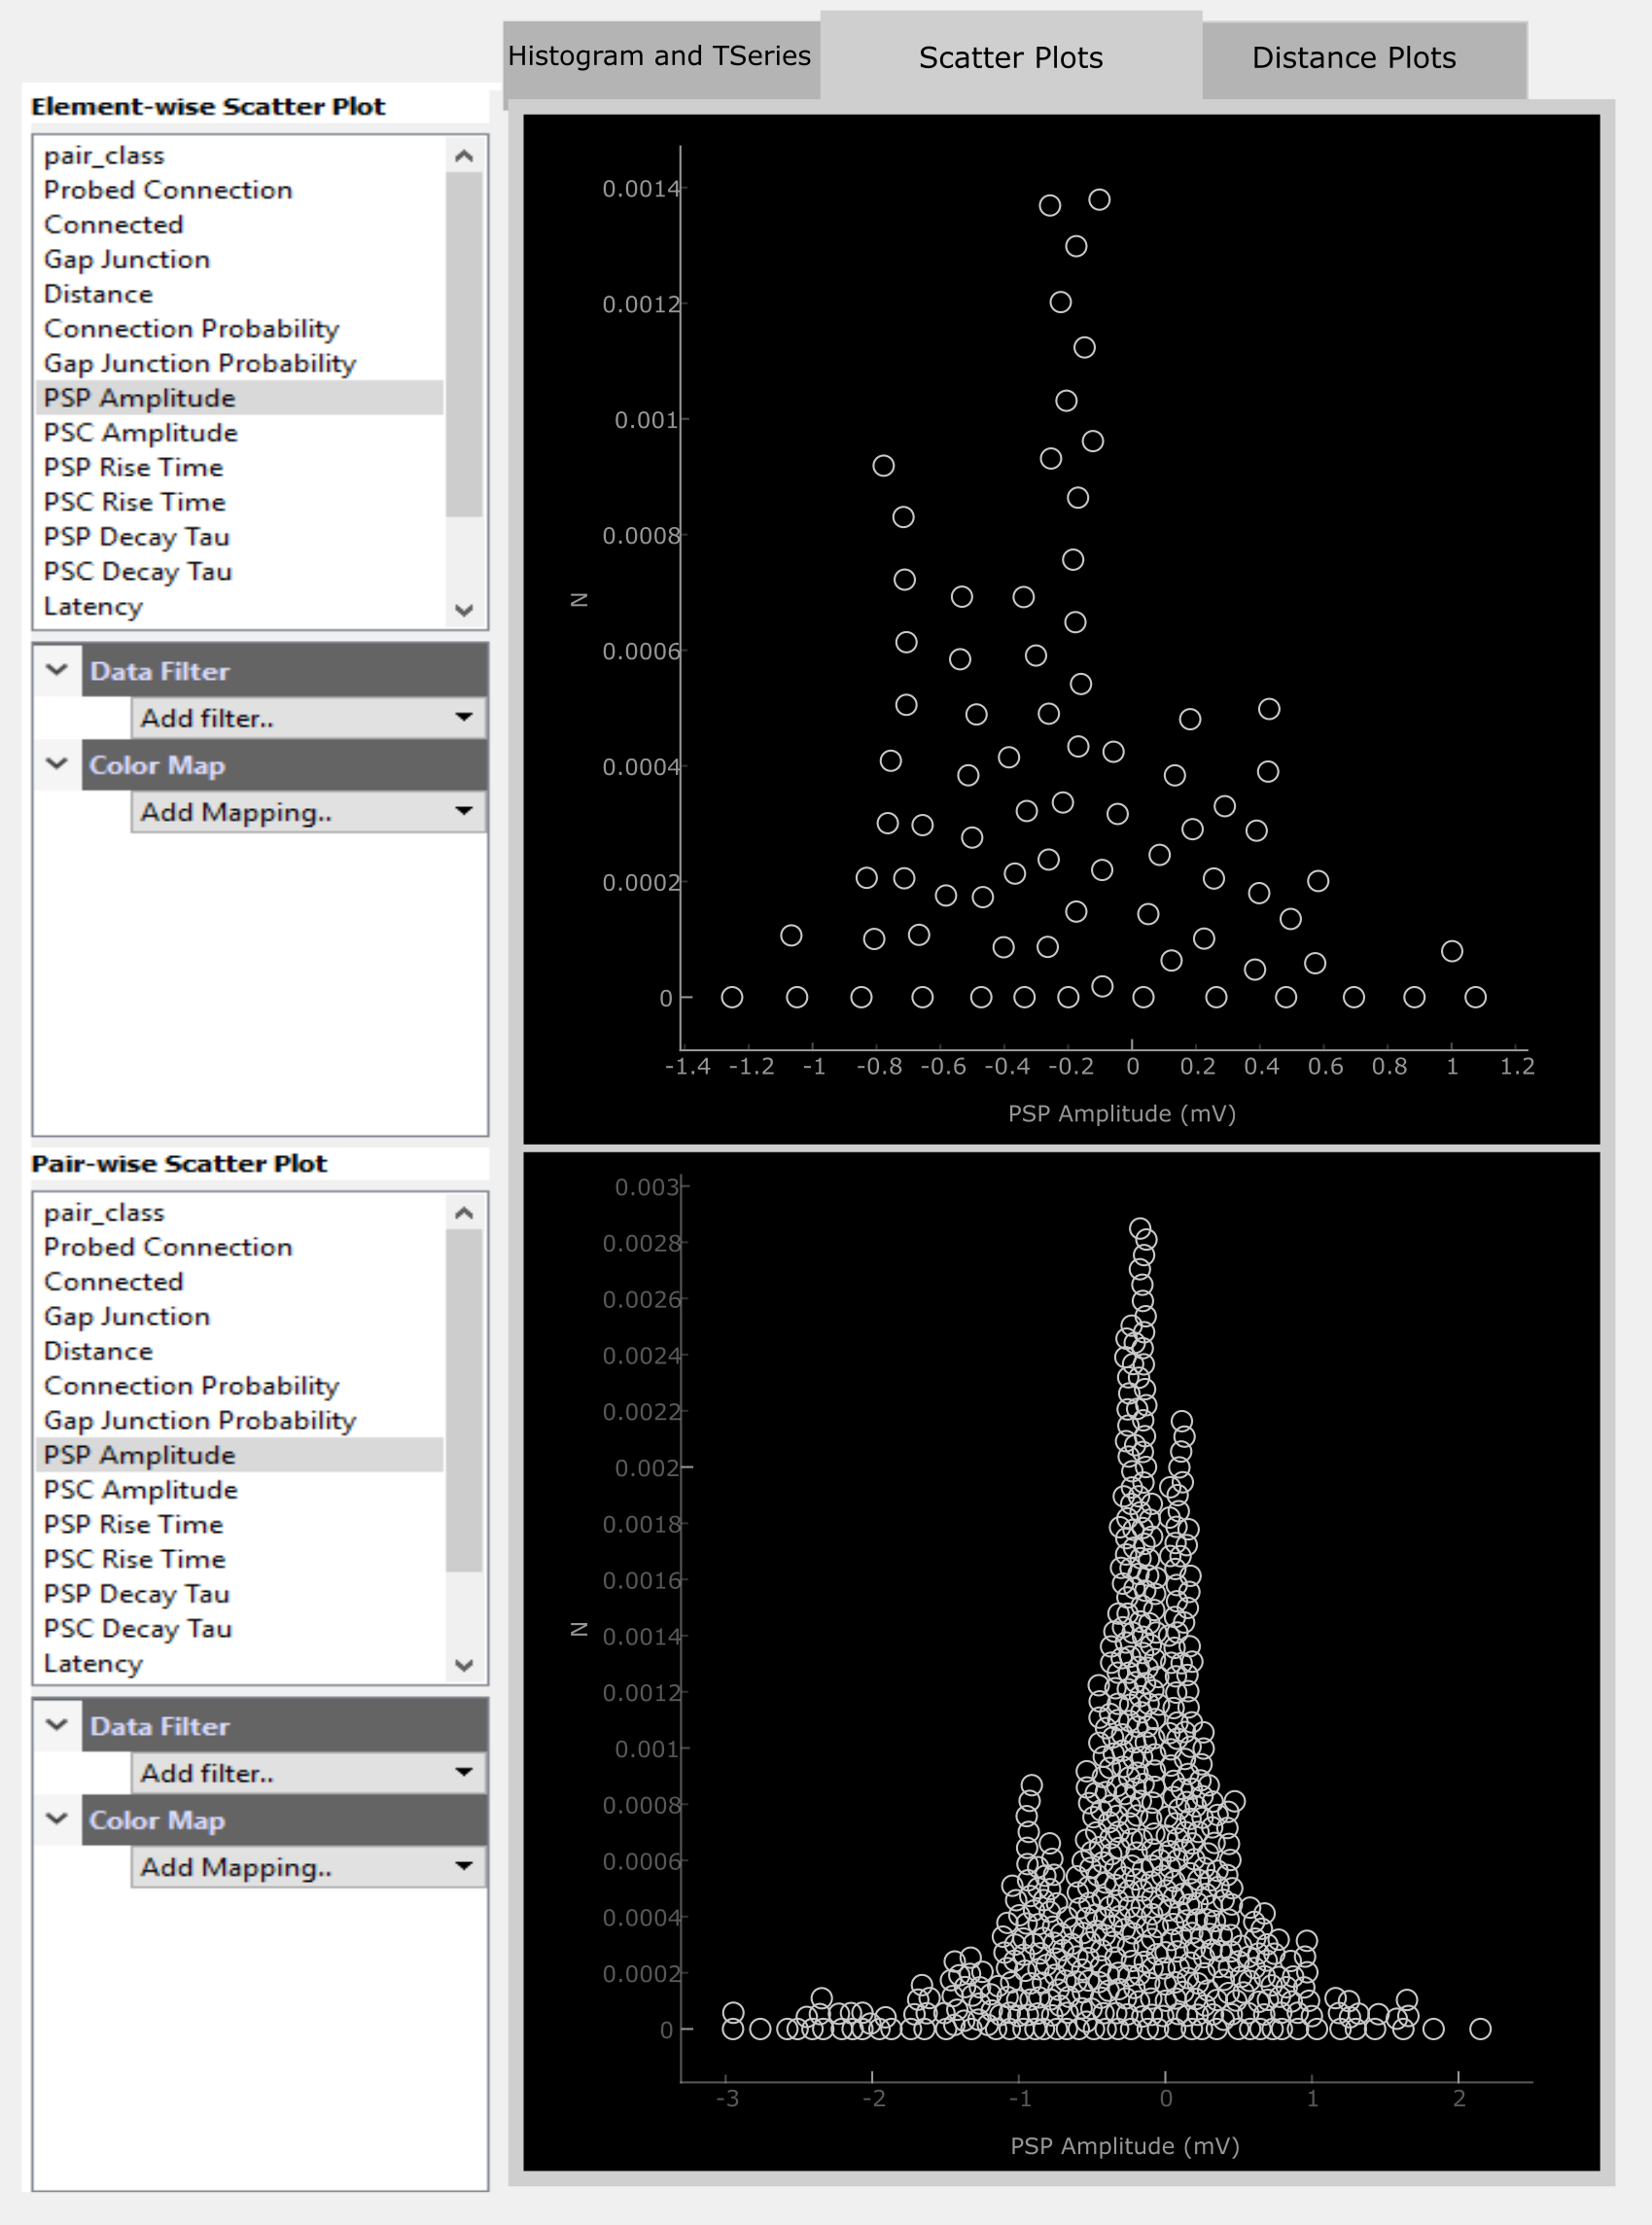 Histogram and TSeries
Scatter Plots
Distance Plots
Element-wise Scatter Plot
pair_class
Probed Connection
Connected
Gap Junction
Distance
Connection Probability
Gap Junction Probability
PSP Amplitude
PSC Amplitude
PSP Rise Time
PSC Rise Time
PSP Decay Tau
PSC Decay Tau
Latency
Data Filter
Add filter..
Color Map
Add Mapping..
0.0014
0.0012
0.001
0.0008
0.0006
0.0004
0.0002
0
N
-1.4 -1.2 -1 -0.8 -0.6 -0.4 -0.2 0 0.2 0.4 0.6 0.8 1 1.2
PSP Amplitude (mV)
Pair-wise Scatter Plot
pair_class
Probed Connection
Connected
Gap Junction
Distance
Connection Probability
Gap Junction Probability
PSP Amplitude
PSC Amplitude
PSP Rise Time
PSC Rise Time
PSP Decay Tau
PSC Decay Tau
Latency
Data Filter
Add filter..
Color Map
Add Mapping..
0.003
0.0028
0.0026
0.0024
0.0022
0.002
0.0018
0.0016
0.0014
0.0012
0.001
0.0008
0.0006
0.0004
0.0002
0
N
-3 -2 -1 0 1 2
PSP Amplitude (mV)